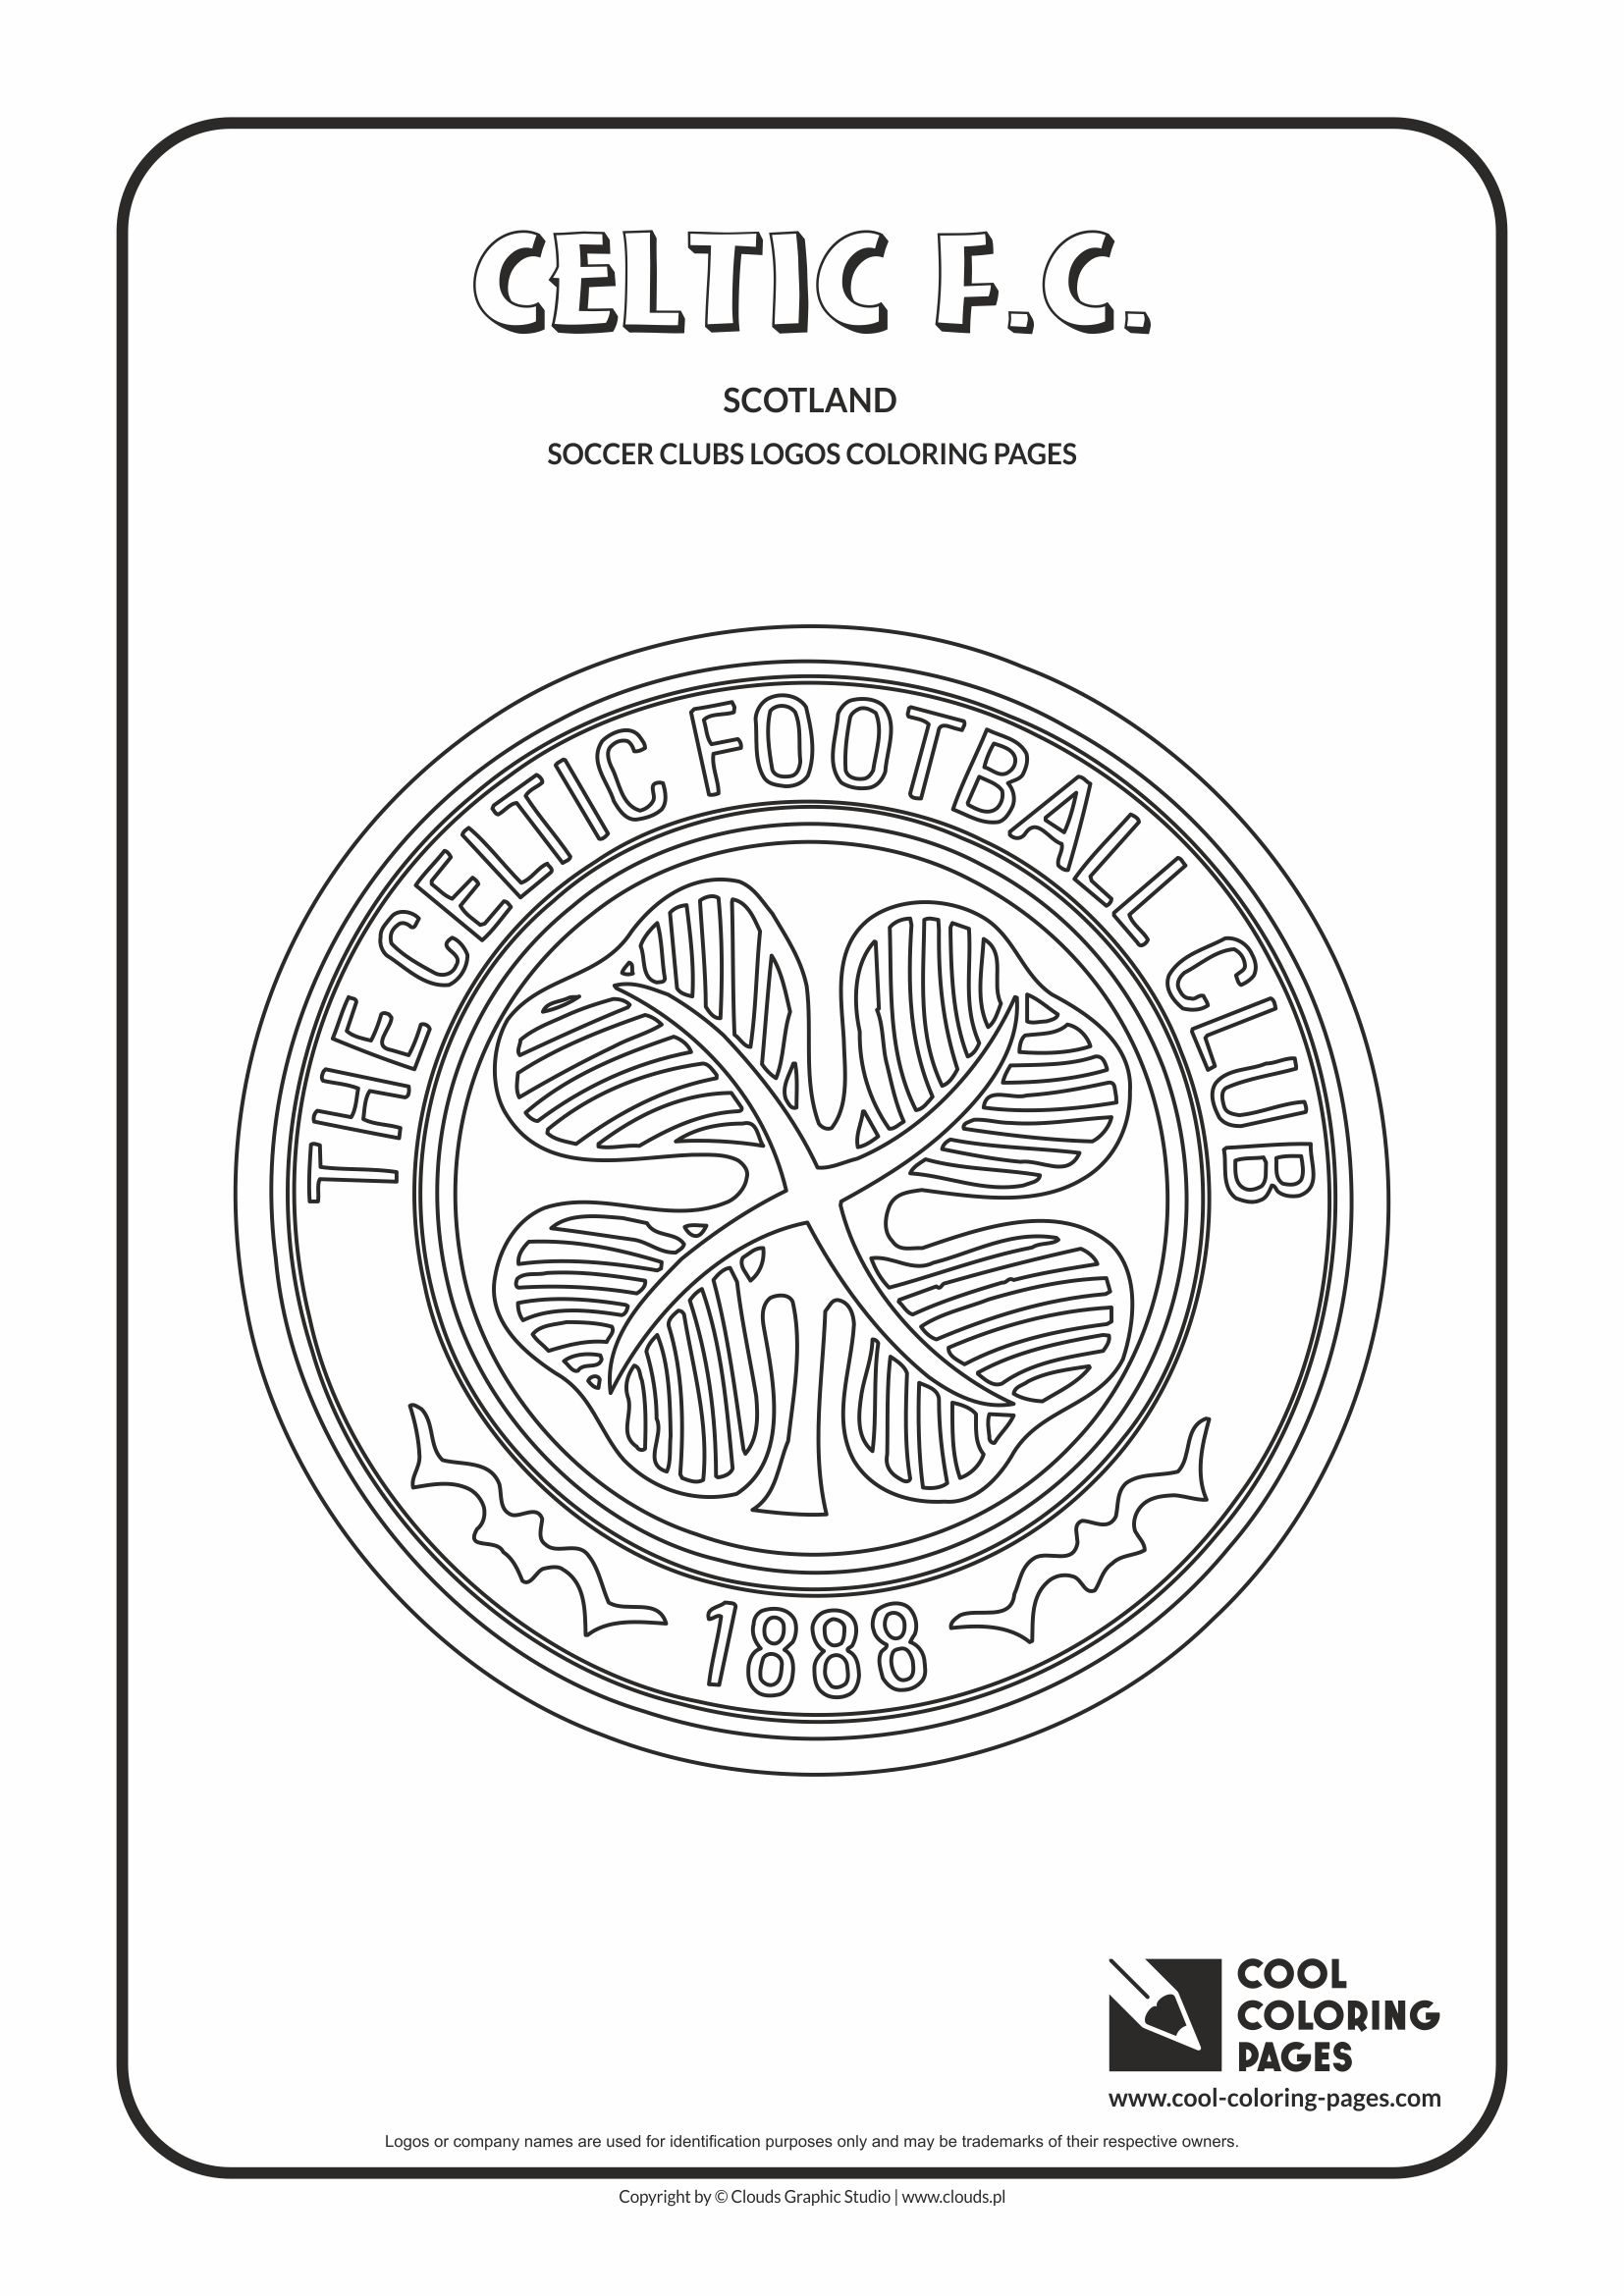 CELTIC F.C.
SCOTLAND
SOCCER CLUBS LOGOS COLORING PAGES
THE CELTIC FOOTBALL CLUB
1888
COOL
COLORING
PAGES
www.cool-coloring-pages.com
Logos or company names are used for identification purposes only and may be trademarks of their respective owners.
Copyright by © Clouds Graphic Studio | www.clouds.pl